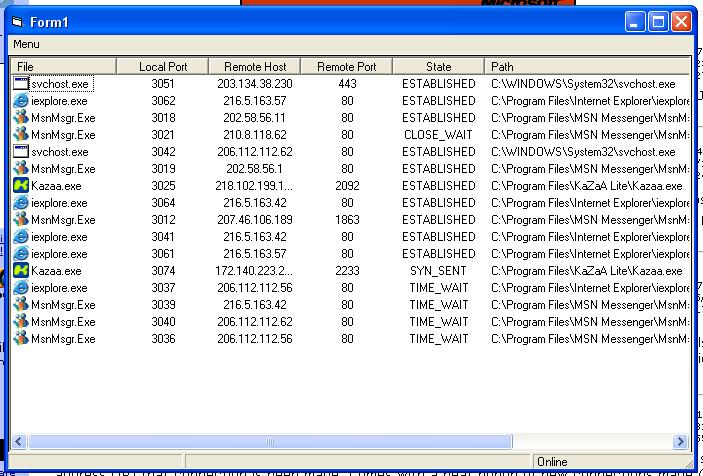 Microsoft
Form1
Menu
File Local Port Remote Host Remote Port State Path
svchost.exe 3051 203.134.38.230 443 ESTABLISHED C:\WINDOWS\System32\svchost.exe
iexplore.exe 3062 216.5.163.57 80 ESTABLISHED C:\Program Files\Internet Explorer\iexplore
MsnMsgr.Exe 3018 202.58.56.11 80 ESTABLISHED C:\Program Files\MSN Messenger\MsnM
MsnMsgr.Exe 3021 210.8.118.62 80 CLOSE_WAIT C:\Program Files\MSN Messenger\MsnM
svchost.exe 3042 206.112.112.62 80 ESTABLISHED C:\WINDOWS\System32\svchost.exe
MsnMsgr.Exe 3019 202.58.56.1 80 ESTABLISHED C:\Program Files\MSN Messenger\MsnM
Kazaa.exe 3025 218.102.199.1... 2092 ESTABLISHED C:\Program Files\KaZaA Lite\Kazaa.exe
iexplore.exe 3064 216.5.163.42 80 ESTABLISHED C:\Program Files\Internet Explorer\iexplore
MsnMsgr.Exe 3012 207.46.106.189 1863 ESTABLISHED C:\Program Files\MSN Messenger\MsnM
iexplore.exe 3041 216.5.163.42 80 ESTABLISHED C:\Program Files\Internet Explorer\iexplore
iexplore.exe 3061 216.5.163.57 80 ESTABLISHED C:\Program Files\Internet Explorer\iexplore
Kazaa.exe 3074 172.140.223.2... 2233 SYN_SENT C:\Program Files\KaZaA Lite\Kazaa.exe
iexplore.exe 3037 206.112.112.56 80 TIME_WAIT C:\Program Files\Internet Explorer\iexplore
MsnMsgr.Exe 3039 216.5.163.42 80 TIME_WAIT C:\Program Files\MSN Messenger\MsnM
MsnMsgr.Exe 3040 206.112.112.62 80 TIME_WAIT C:\Program Files\MSN Messenger\MsnM
MsnMsgr.Exe 3036 206.112.112.56 80 TIME_WAIT C:\Program Files\MSN Messenger\MsnM
Online